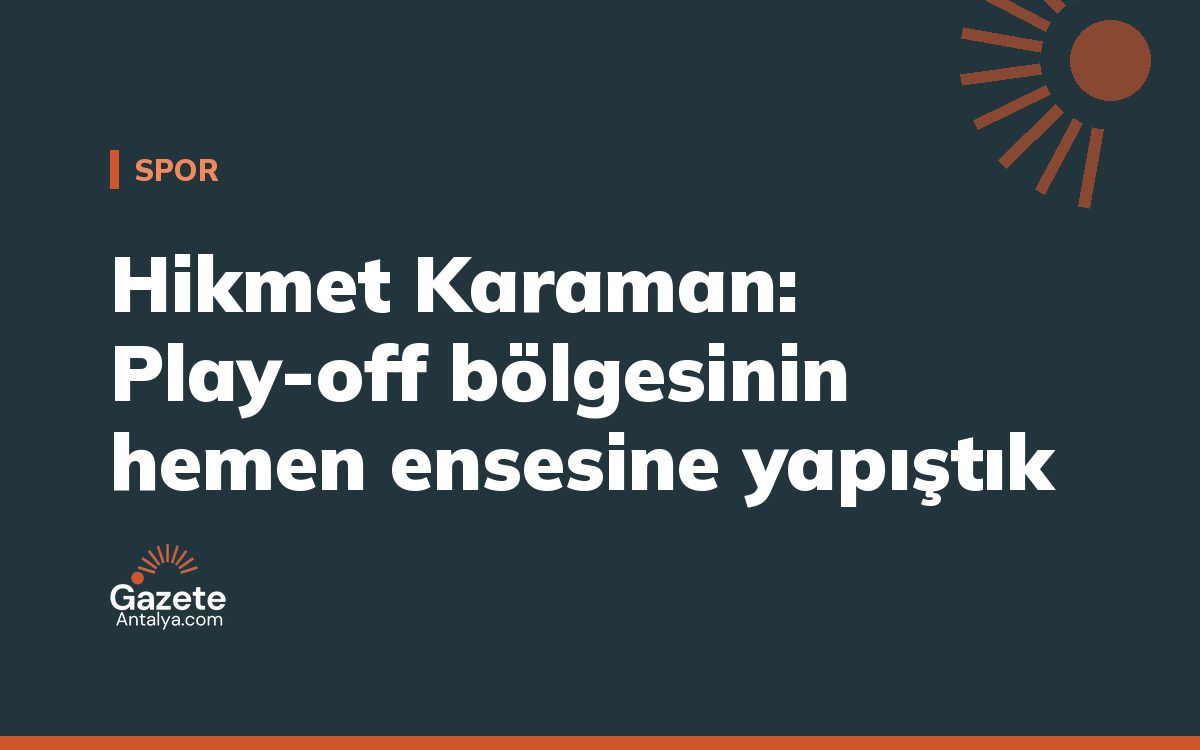 SPOR
Hikmet Karaman:
Play-off bölgesinin
hemen ensesine yapıştık
Gazete
Antalya.com